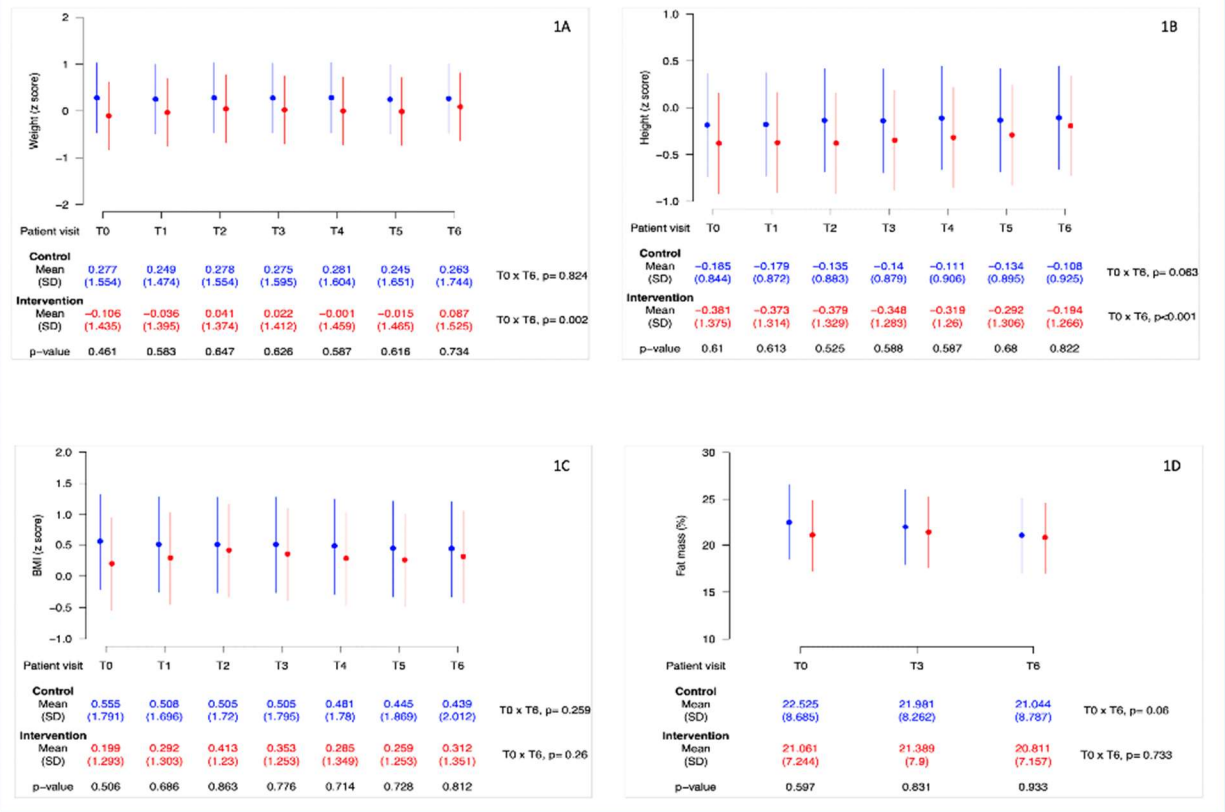 1A
2
1
0
−1
−2
Weight (z score)
Patient visit T0 T1 T2 T3 T4 T5 T6
Control
Mean 0.277 0.249 0.278 0.275 0.281 0.245 0.263
(SD) (1.554) (1.474) (1.554) (1.595) (1.604) (1.651) (1.744)
T0 x T6, p= 0.824
Intervention
Mean −0.106 −0.036 0.041 0.022 −0.001 −0.015 0.087
(SD) (1.435) (1.395) (1.374) (1.412) (1.459) (1.465) (1.525)
T0 x T6, p= 0.002
p-value 0.461 0.583 0.647 0.626 0.587 0.616 0.734
1B
1.0
0.5
0.0
−0.5
−1.0
Height (z score)
Patient visit T0 T1 T2 T3 T4 T5 T6
Control
Mean −0.185 −0.179 −0.135 −0.14 −0.111 −0.134 −0.108
(SD) (0.844) (0.872) (0.883) (0.879) (0.906) (0.895) (0.925)
T0 x T6, p= 0.063
Intervention
Mean −0.381 −0.373 −0.379 −0.348 −0.319 −0.292 −0.194
(SD) (1.375) (1.314) (1.329) (1.283) (1.26) (1.306) (1.266)
T0 x T6, p<0.001
p-value 0.61 0.613 0.525 0.588 0.587 0.68 0.822
1C
2.0
1.5
1.0
0.5
0.0
−0.5
−1.0
BMI (z score)
Patient visit T0 T1 T2 T3 T4 T5 T6
Control
Mean 0.555 0.508 0.505 0.505 0.481 0.445 0.439
(SD) (1.791) (1.696) (1.72) (1.795) (1.78) (1.869) (2.012)
T0 x T6, p= 0.259
Intervention
Mean 0.199 0.292 0.413 0.353 0.285 0.259 0.312
(SD) (1.293) (1.303) (1.23) (1.253) (1.349) (1.253) (1.351)
T0 x T6, p= 0.26
p-value 0.506 0.686 0.863 0.776 0.714 0.728 0.812
1D
30
25
20
15
10
Fat mass (%)
Patient visit T0 T3 T6
Control
Mean 22.525 21.981 21.044
(SD) (8.685) (8.262) (8.787)
T0 x T6, p= 0.06
Intervention
Mean 21.061 21.389 20.811
(SD) (7.244) (7.9) (7.157)
T0 x T6, p= 0.733
p-value 0.597 0.831 0.933